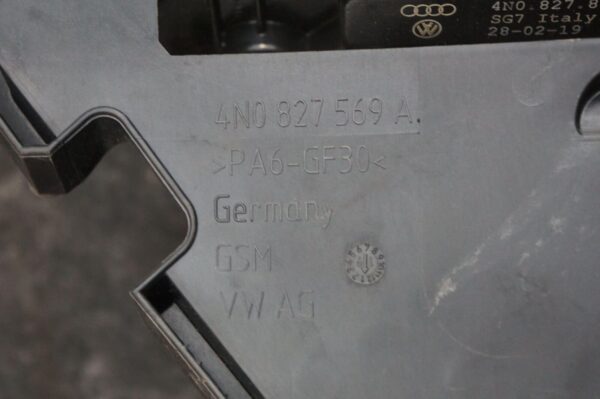 4N0.827.8
SG7 Italy
28-02-19
4N0 827 569 A.
>PA6-GF30<
Germany
GSM
VW AG